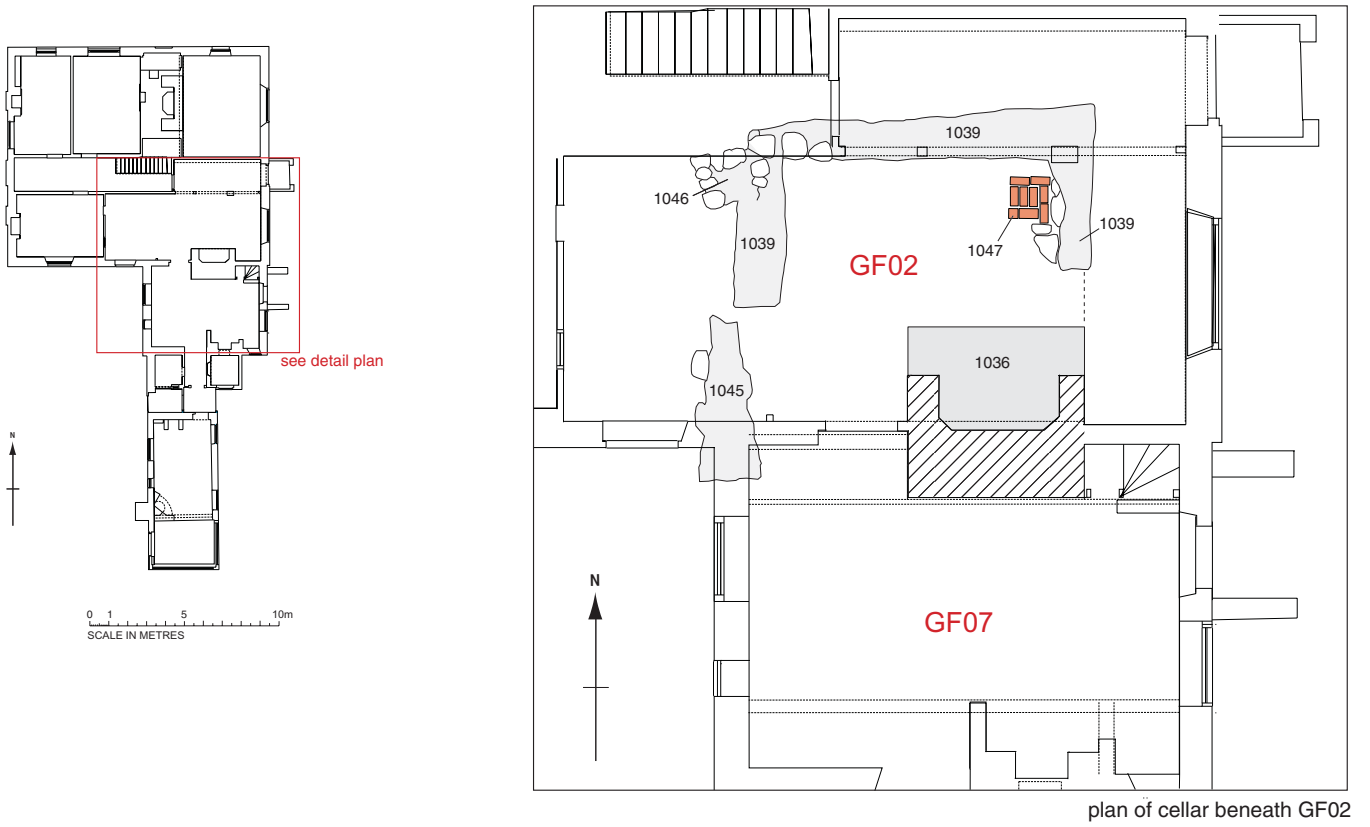 see detail plan
N
0 1 5 10m
SCALE IN METRES
1039
1046
1039
1047
1039
GF02
1036
1045
N
GF07
plan of cellar beneath GF02